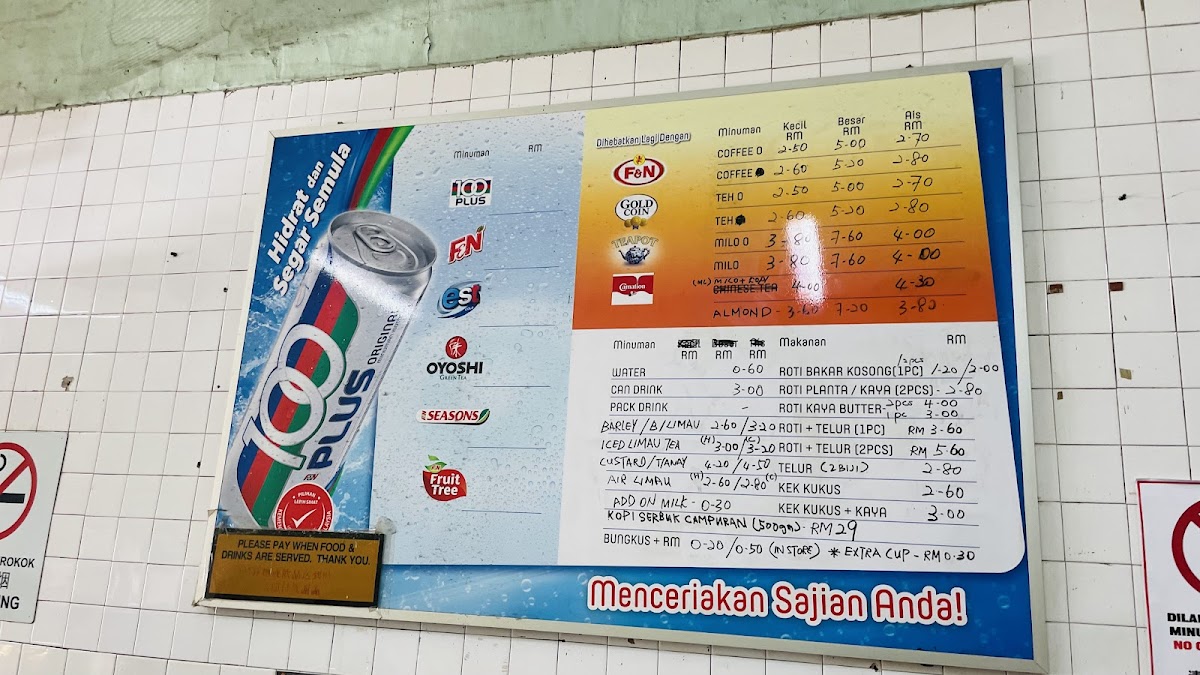 Hidrat dan
Segar Semula
100 PLUS
ORIGINAL
F&N
Minuman RM
100 PLUS
F&N
est
OYOSHI
GREEN TEA
SEASONS
Fruit Tree
Dihebatkan Lagi Dengan
F&N
GOLD COIN
TEAPOT
Carnation
Minuman Kecil RM Besar RM Ais RM
COFFEE O 2-50 5-00 2-70
COFFEE 2-60 5-20 2-80
TEH O 2-50 5-00 2-70
TEH 2-60 5-20 2-80
MILO O 3-80 7-60 4-00
MILO 3-80 7-60 4-00
CHINESE TEA 4-00 4-30
ALMOND - 3-60 7-20 3-80
Minuman RM RM RM
WATER 0-60
CAN DRINK 3-00
PACK DRINK -
BARLEY / B/LIMAU 2-60 / 3-20
ICED LIMAU TEA (H) 3-00 / (C) 3-20
CUSTARD / T/ANAY 4-20 / 4-50
AIR LIMAU (H) 2-60 / 2-80 (C)
ADD ON MILK - 0-30
KOPI SERBUK CAMPURAN (500gm) - RM 29
BUNGKUS + RM 0-20 / 0-50 (IN STORE) * EXTRA CUP - RM 0.30
Makanan RM
ROTI BAKAR KOSONG (1PC) / 2pcs 1-20 / 2-00
ROTI PLANTA / KAYA (2PCS) - 2-80
ROTI KAYA BUTTER - 2pcs 4-00
1pc 3-00
ROTI + TELUR (1PC) RM 3-60
ROTI + TELUR (2PCS) RM 5-60
TELUR (2 BIJI) 2-80
KEK KUKUS 2-60
KEK KUKUS + KAYA 3-00
Menceriakan Sajian Anda!
PLEASE PAY WHEN FOOD &
DRINKS ARE SERVED. THANK YOU.